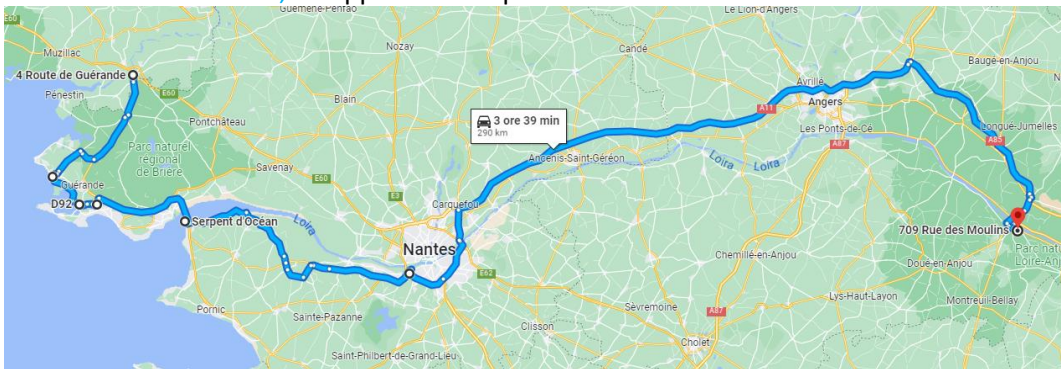 Guémené-Penfao
Le Lion-d'Angers
E60
Muzillac
Nozay
Candé
Baugé-en-Anjou
4 Route de Guérande
Avrillé
Pénestin
E60
Blain
3 ore 39 min
290 km
A11
Angers
Pontchâteau
Les Ponts-de-Cé
Longué-Jumelles
Parc naturel
régional
de Brière
A87
A85
Ancenis-Saint-Géréon
Loira
Loira
Savenay
E60
Guérande
E3
D92
Carquefou
Serpent d'Océan
Loira
709 Rue des Moulins
Nantes
Chemillé-en-Anjou
Parc nat
Loire-Anj
E62
Doué-en-Anjou
Pornic
Sèvremoine
Lys-Haut-Layon
Montreuil-Bellay
Sainte-Pazanne
A87
Clisson
Cholet
Saint-Philbert-de-Grand-Lieu